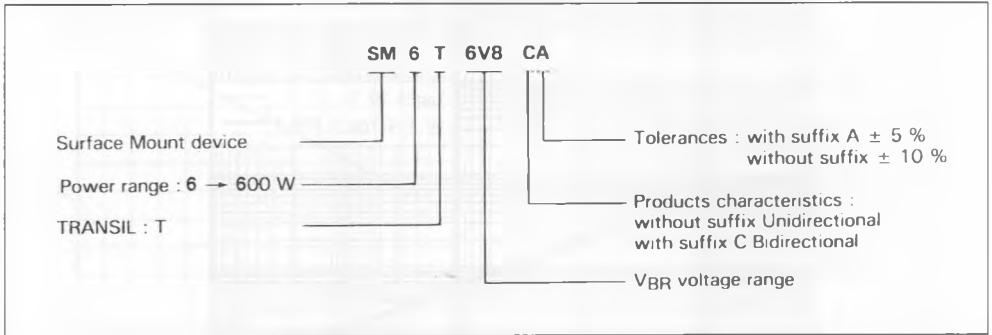 SM 6 T 6V8 CA
Surface Mount device
Power range : 6 → 600 W
TRANSIL : T
Tolerances : with suffix A ± 5 %
without suffix ± 10 %
Products characteristics :
without suffix Unidirectional
with suffix C Bidirectional
VBR voltage range